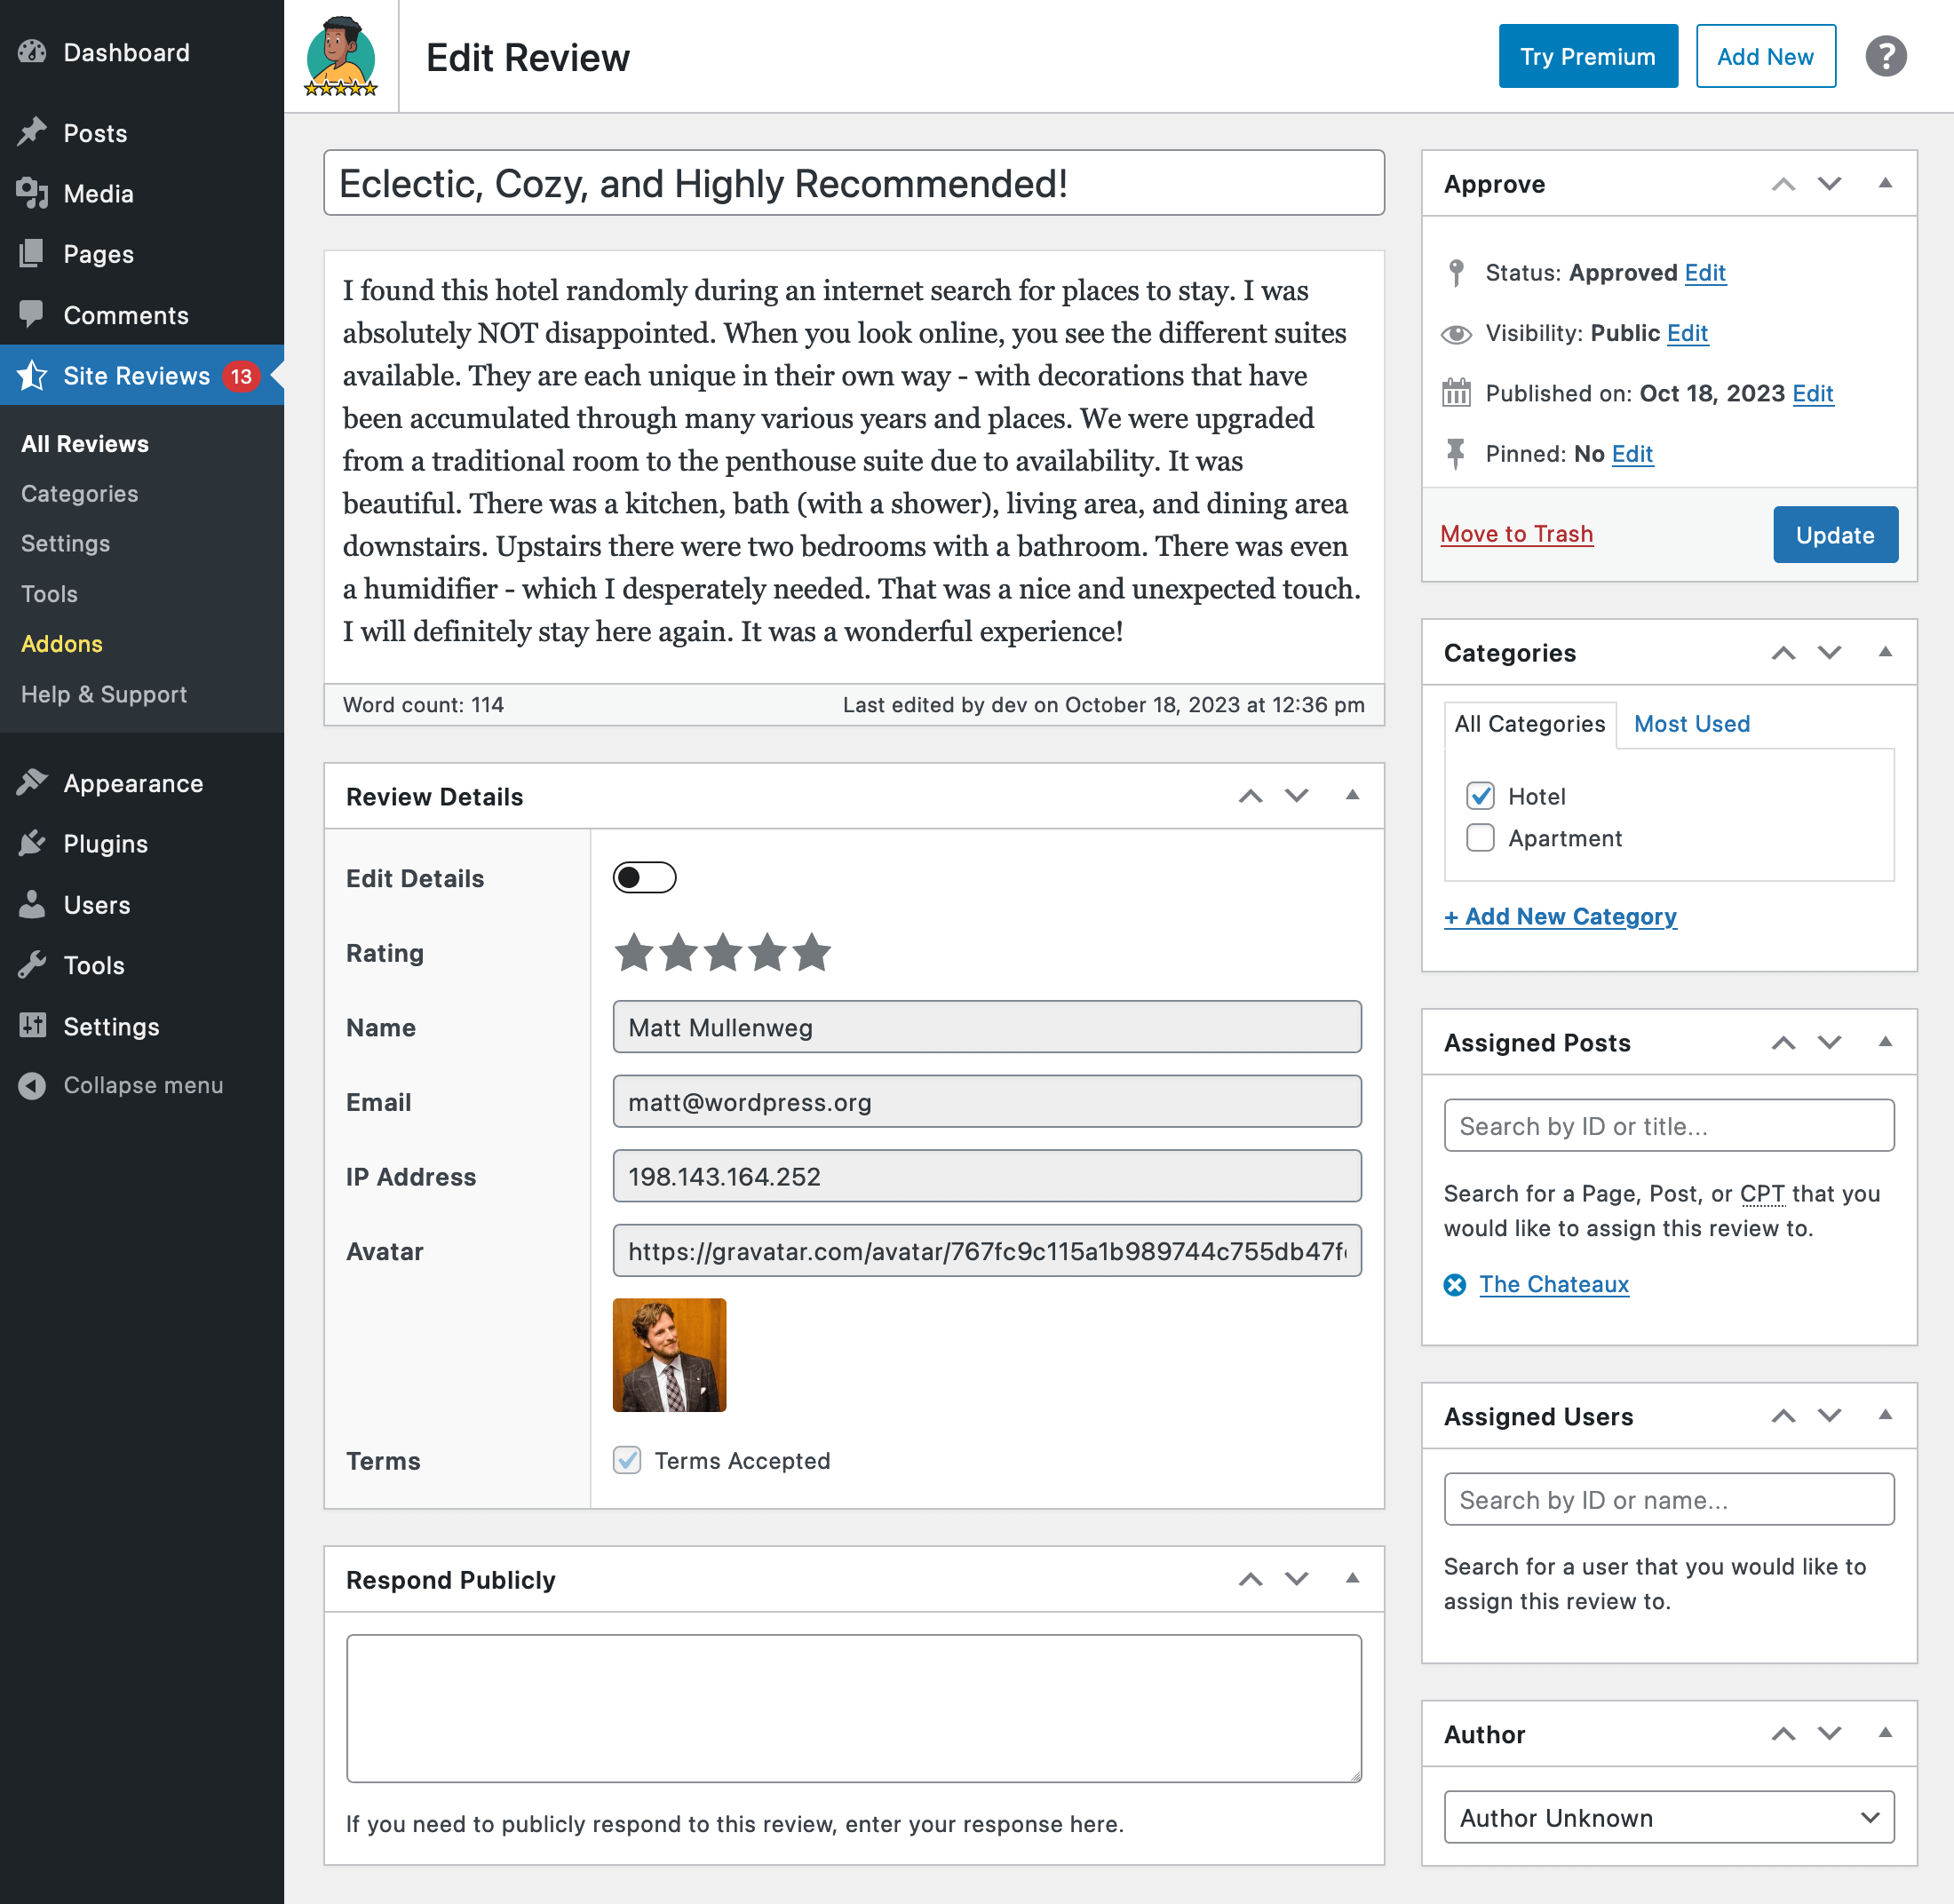 Dashboard
Posts
Media
Pages
Comments
Site Reviews 13
All Reviews
Categories
Settings
Tools
Addons
Help & Support
Appearance
Plugins
Users
Tools
Settings
Collapse menu
Edit Review
Try Premium
Add New
?
Eclectic, Cozy, and Highly Recommended!
I found this hotel randomly during an internet search for places to stay. I was
absolutely NOT disappointed. When you look online, you see the different suites
available. They are each unique in their own way - with decorations that have
been accumulated through many various years and places. We were upgraded
from a traditional room to the penthouse suite due to availability. It was
beautiful. There was a kitchen, bath (with a shower), living area, and dining area
downstairs. Upstairs there were two bedrooms with a bathroom. There was even
a humidifier - which I desperately needed. That was a nice and unexpected touch.
I will definitely stay here again. It was a wonderful experience!
Word count: 114
Last edited by dev on October 18, 2023 at 12:36 pm
Review Details
Edit Details
Rating
Name
Matt Mullenweg
Email
matt@wordpress.org
IP Address
198.143.164.252
Avatar
https://gravatar.com/avatar/767fc9c115a1b989744c755db47f
Terms
Terms Accepted
Respond Publicly
If you need to publicly respond to this review, enter your response here.
Approve
Status: Approved Edit
Visibility: Public Edit
Published on: Oct 18, 2023 Edit
Pinned: No Edit
Move to Trash
Update
Categories
All Categories
Most Used
Hotel
Apartment
+ Add New Category
Assigned Posts
Search by ID or title...
Search for a Page, Post, or CPT that you
would like to assign this review to.
The Chateaux
Assigned Users
Search by ID or name...
Search for a user that you would like to
assign this review to.
Author
Author Unknown